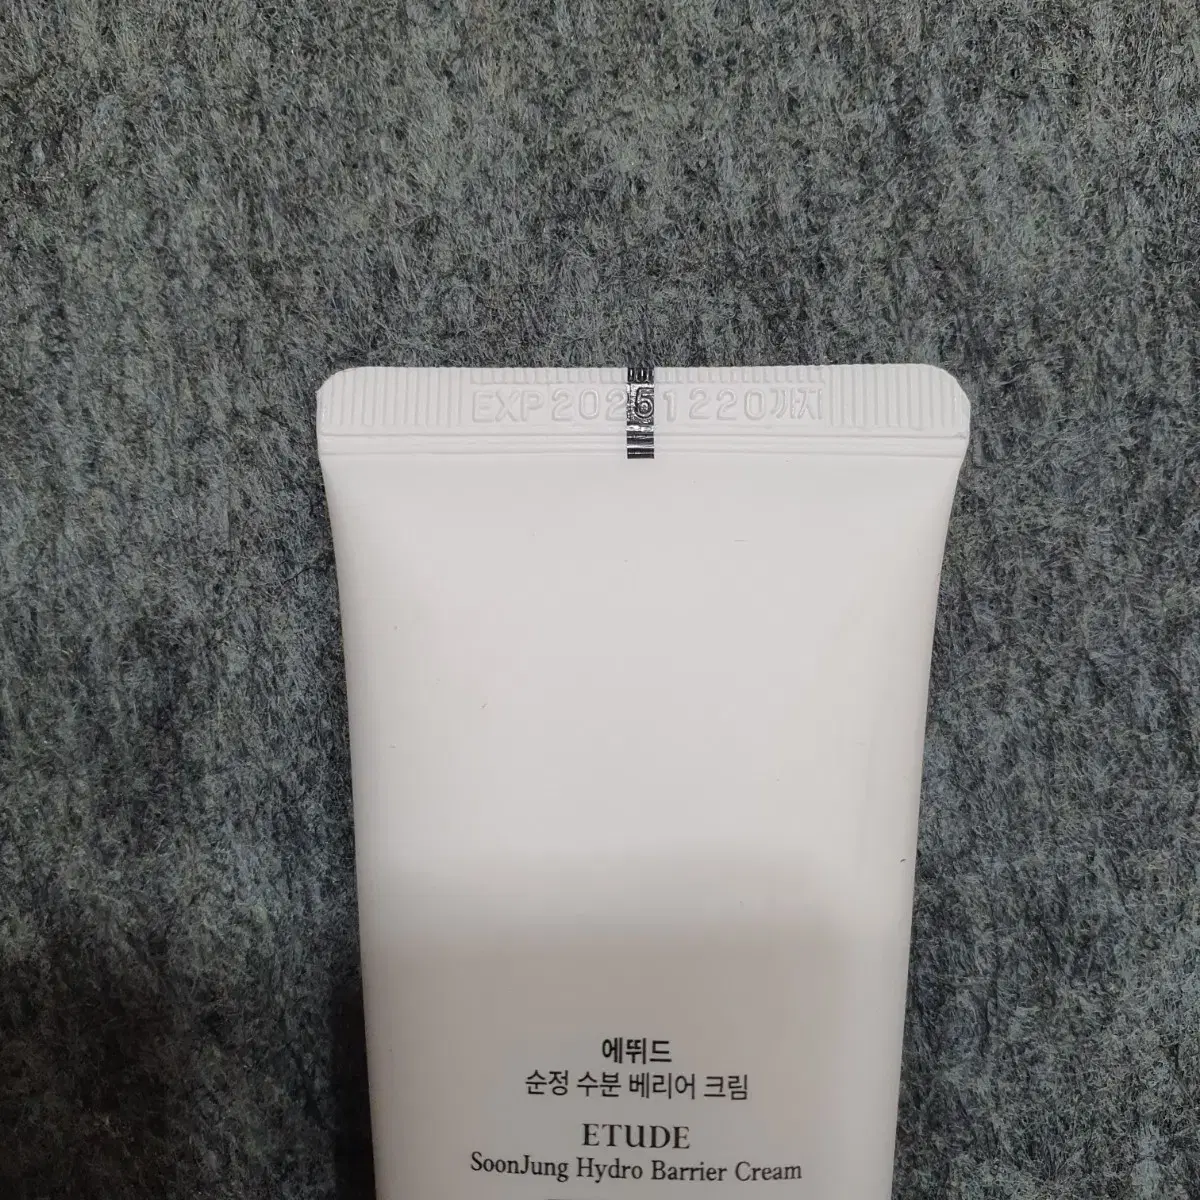 EXP 20251220까지
에뛰드
순정 수분 베리어 크림
ETUDE
SoonJung Hydro Barrier Cream